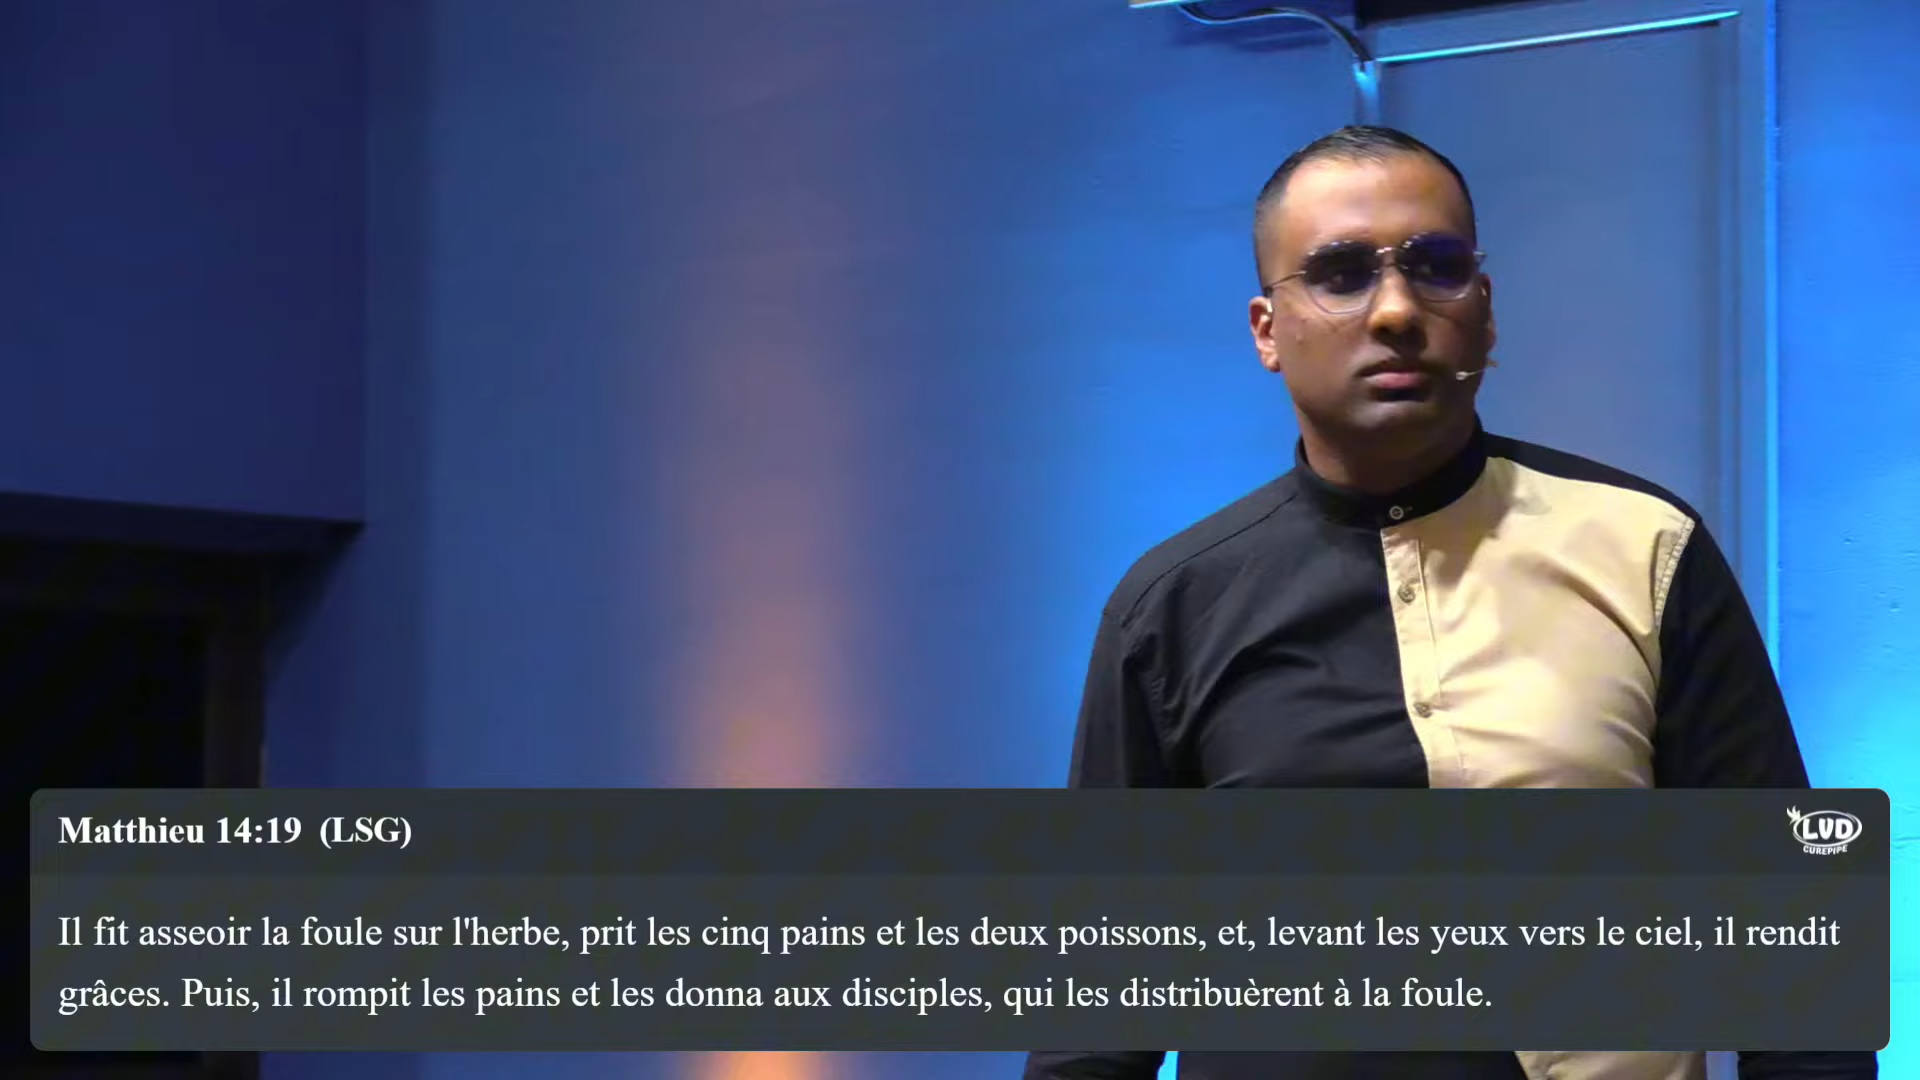 Matthieu 14:19 (LSG)
LVD
CUREPIPE
Il fit asseoir la foule sur l'herbe, prit les cinq pains et les deux poissons, et, levant les yeux vers le ciel, il rendit
grâces. Puis, il rompit les pains et les donna aux disciples, qui les distribuèrent à la foule.